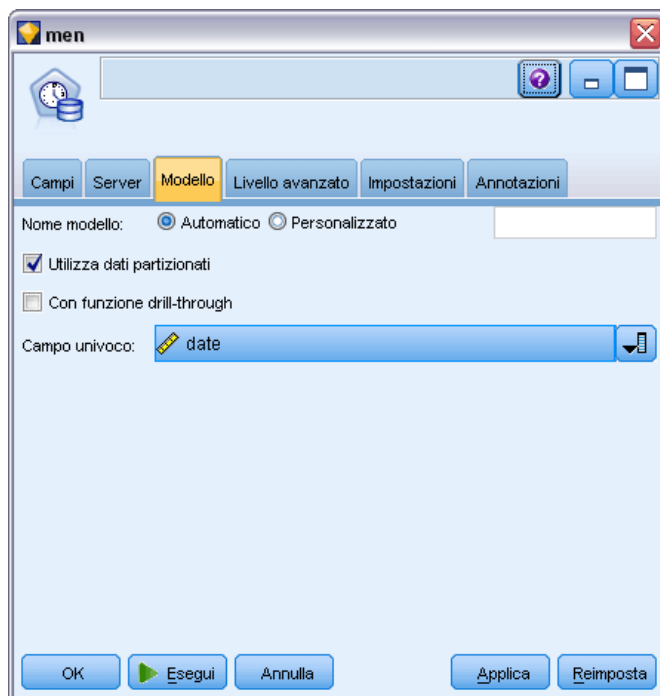 men
Campi Server Modello Livello avanzato Impostazioni Annotazioni
Nome modello: Automatico Personalizzato
Utilizza dati partizionati
Con funzione drill-through
Campo univoco: date
OK Esegui Annulla Applica Reimposta